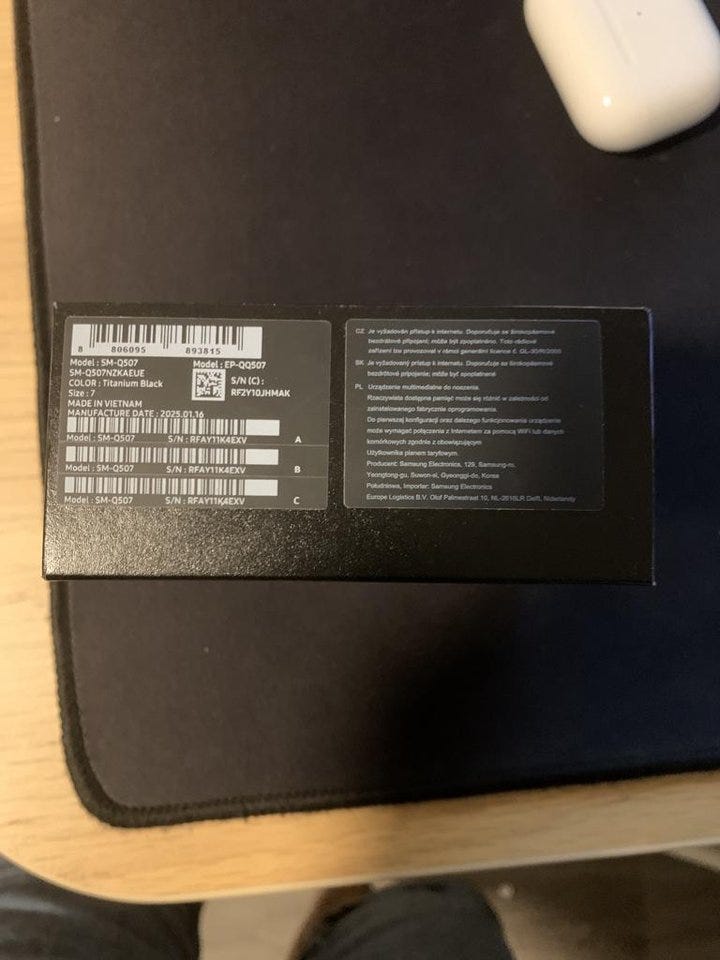 8 806095 893815
Model : SM-Q507 Model : EP-QQ507
SM-Q507NZKAEUE
COLOR : Titanium Black S/N (C) :
Size : 7 RF2Y10JHMAK
MADE IN VIETNAM
MANUFACTURE DATE : 2025.01.16
Model : SM-Q507 S/N : RFAY11K4EXV A
Model : SM-Q507 S/N : RFAY11K4EXV B
Model : SM-Q507 S/N : RFAY11K4EXV C
CZ Je vyžadován přístup k internetu. Doporučuje se širokopásmové
bezdrátové připojení; může být zpoplatněno. Toto rádiové
zařízení lze provozovat v rámci generální licence č.
SK Je vyžadovaný prístup k internetu. Doporučuje sa širokopásmové
bezdrôtové pripojenie; môže byť spoplatnené
PL Urządzenie multimedialne do noszenia.
Rzeczywista dostępna pamięć może się różnić w zależności od
zainstalowanego fabrycznie oprogramowania.
Do pierwszej konfiguracji oraz dalszego funkcjonowania urządzenie
może wymagać połączenia z Internetem za pomocą WiFi lub danych
komórkowych zgodnie z obowiązującym
Użytkownika planem taryfowym.
Producent: Samsung Electronics, 129, Samsung-ro,
Yeongtong-gu, Suwon-si, Gyeonggi-do, Korea
Południowa, Importer: Samsung Electronics
Europe Logistics B.V. Olof Palmestraat 10, NL-2616LR Delft, Niderlandy